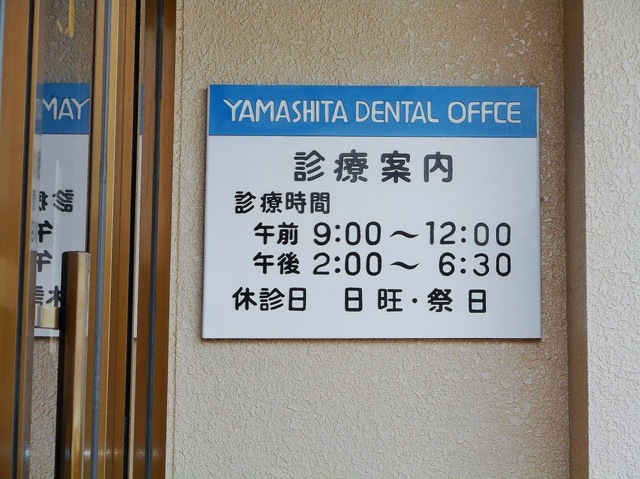 YAMASHITA DENTAL OFFCE
診療案内
診療時間
午前 9:00～12:00
午後 2:00～ 6:30
休診日 日旺・祭日